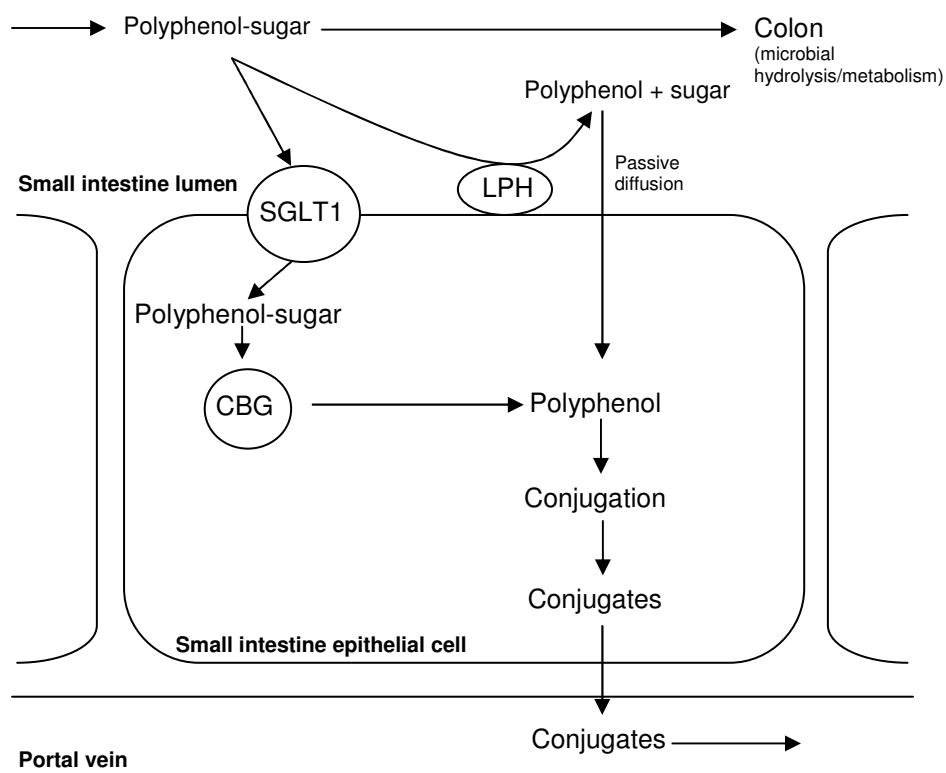 Polyphenol-sugar
Colon
(microbial
hydrolysis/metabolism)
Polyphenol + sugar
Passive
diffusion
Small intestine lumen
LPH
SGLT1
Polyphenol-sugar
CBG
Polyphenol
Conjugation
Conjugates
Small intestine epithelial cell
Conjugates
Portal vein